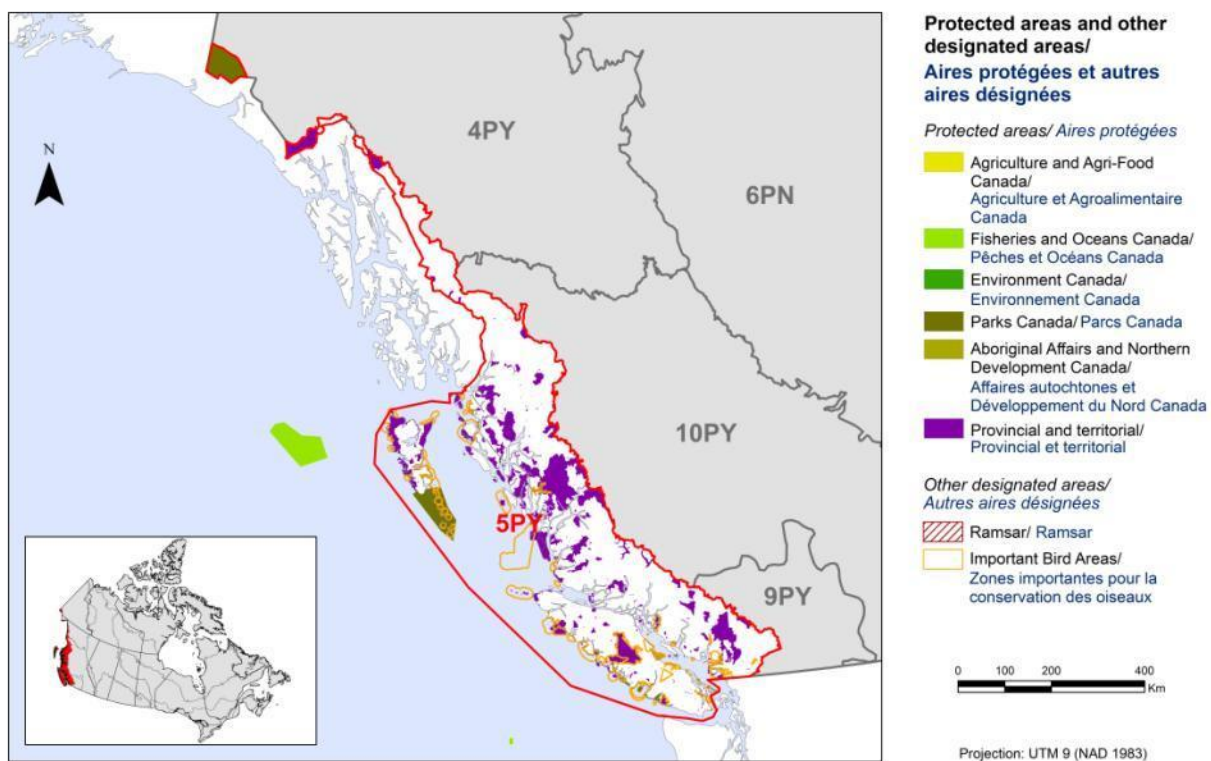 N
4PY
6PN
10PY
5PY
9PY
Protected areas and other
designated areas/
Aires protégées et autres
aires désignées
Protected areas/ Aires protégées
Agriculture and Agri-Food
Canada/
Agriculture et Agroalimentaire
Canada
Fisheries and Oceans Canada/
Pêches et Océans Canada
Environment Canada/
Environnement Canada
Parks Canada/ Parcs Canada
Aboriginal Affairs and Northern
Development Canada/
Affaires autochtones et
Développement du Nord Canada
Provincial and territorial/
Provincial et territorial
Other designated areas/
Autres aires désignées
Ramsar/ Ramsar
Important Bird Areas/
Zones importantes pour la
conservation des oiseaux
0 100 200 400
Km
Projection: UTM 9 (NAD 1983)